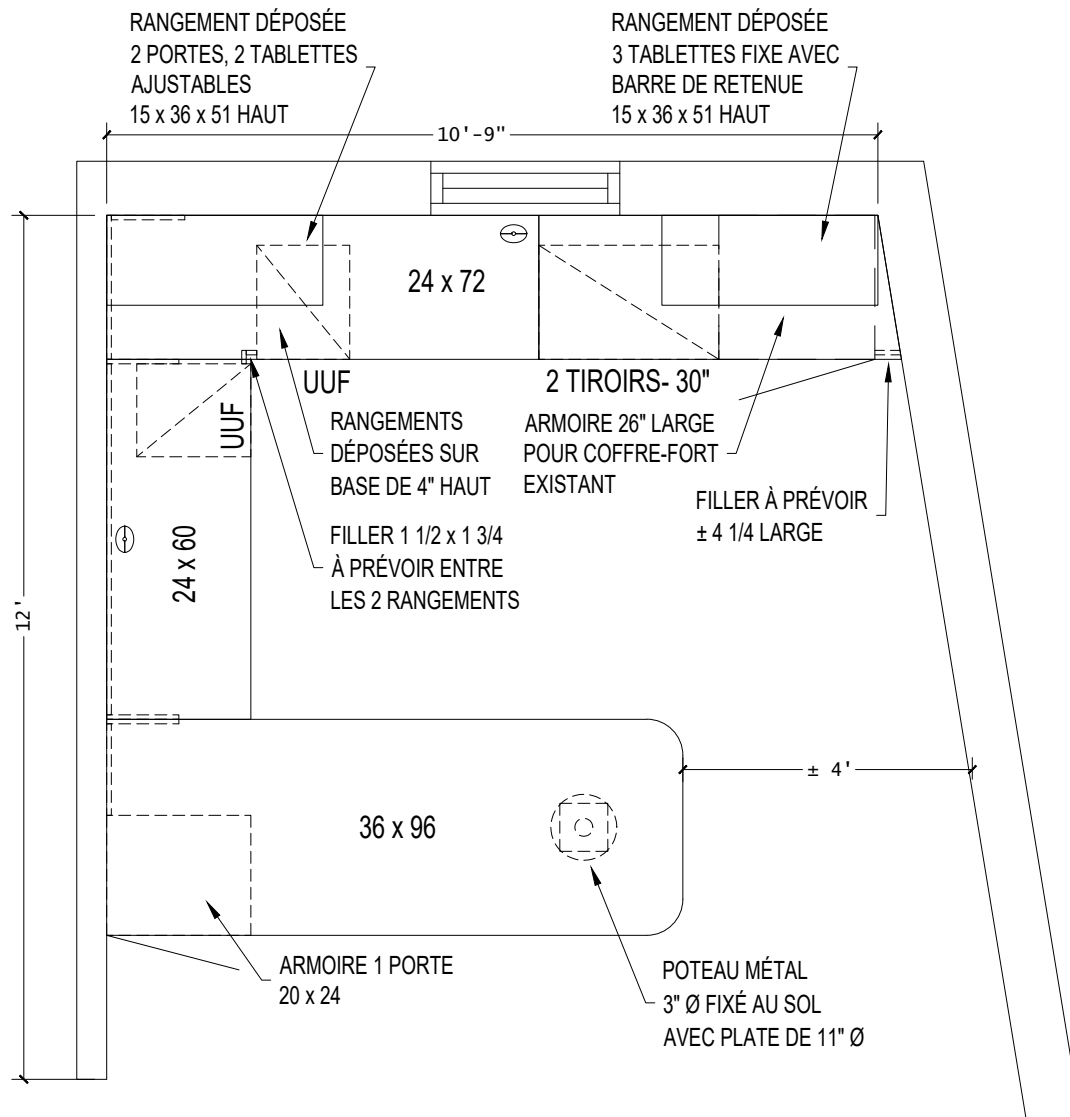 RANGEMENT DÉPOSÉE
2 PORTES, 2 TABLETTES
AJUSTABLES
15 x 36 x 51 HAUT
RANGEMENT DÉPOSÉE
3 TABLETTES FIXE AVEC
BARRE DE RETENUE
15 x 36 x 51 HAUT
10'-9"
24 x 72
UUF
2 TIROIRS- 30"
UUF
RANGEMENTS
DÉPOSÉES SUR
BASE DE 4" HAUT
ARMOIRE 26" LARGE
POUR COFFRE-FORT
EXISTANT
FILLER À PRÉVOIR
± 4 1/4 LARGE
FILLER 1 1/2 x 1 3/4
À PRÉVOIR ENTRE
LES 2 RANGEMENTS
24 x 60
12'
± 4'
36 x 96
ARMOIRE 1 PORTE
20 x 24
POTEAU MÉTAL
3" Ø FIXÉ AU SOL
AVEC PLATE DE 11" Ø